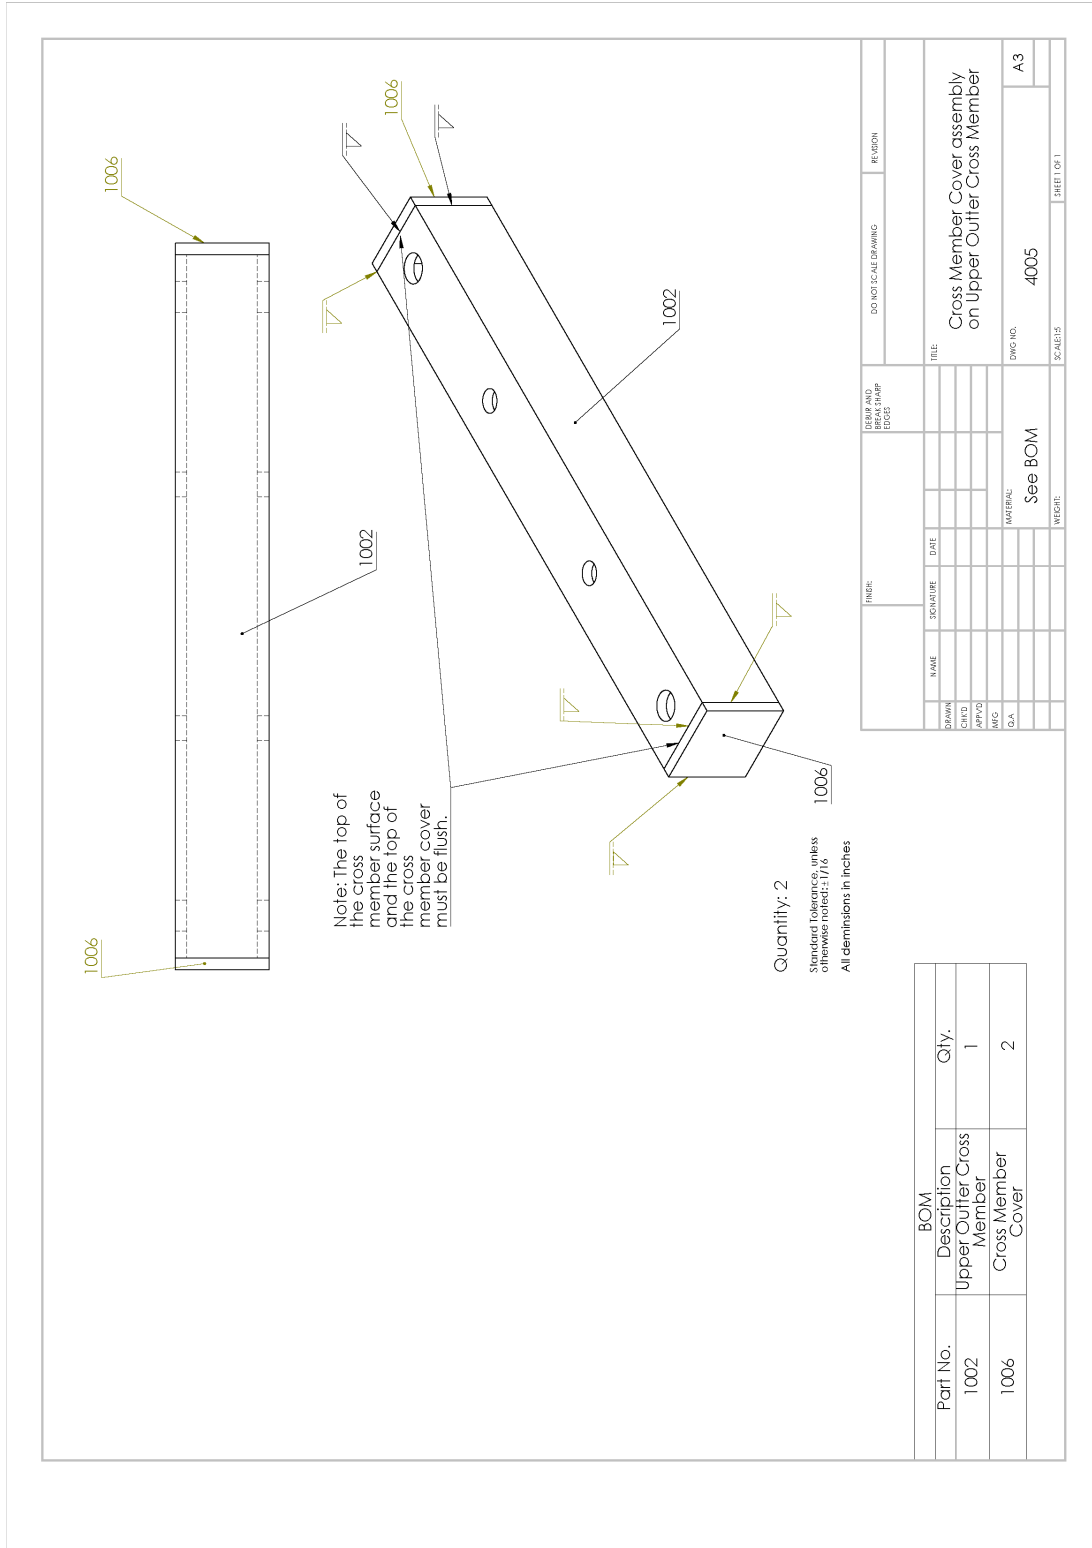 1006
1006
1002
1006
1002
1006
Note: The top of
the cross
member surface
and the top of
the cross
member cover
must be flush.
Quantity: 2
Standard Tolerance, unless
otherwise noted:±1/16
All deminsions in inches
BOM
Part No. Description Qty.
1002 Upper Outter Cross 1
Member
1006 Cross Member 2
Cover
FINISH:
DEBUR AND
BREAK SHARP
EDGES
DO NOT SCALE DRAWING
REVISION
NAME SIGNATURE DATE
DRAWN
CHK'D
APPV'D
MFG
Q.A
TITLE:
Cross Member Cover assembly
on Upper Outter Cross Member
MATERIAL:
See BOM
DWG NO.
4005
A3
WEIGHT:
SCALE:1:5
SHEET 1 OF 1